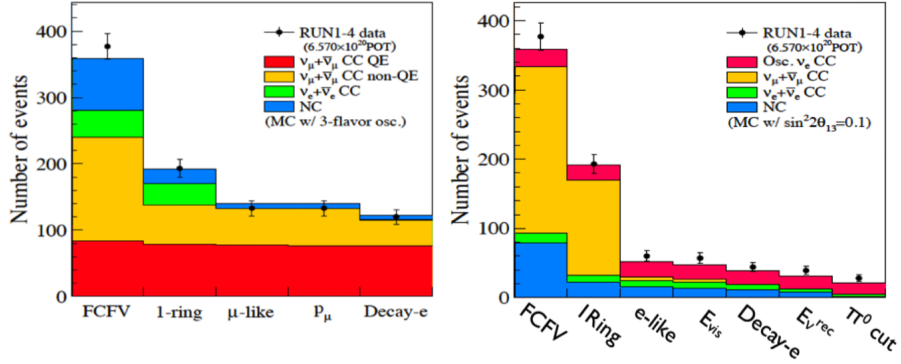 400
300
200
100
0
Number of events
RUN1-4 data
(6.570×10²⁰POT)
νμ+ν̄μ CC QE
νμ+ν̄μ CC non-QE
νe+ν̄e CC
NC
(MC w/ 3-flavor osc.)
FCFV 1-ring μ-like pμ Decay-e
400
300
200
100
0
Number of events
RUN1-4 data
(6.570×10²⁰POT)
Osc. νe CC
νμ+ν̄μ CC
νe+ν̄e CC
NC
(MC w/ sin²2θ₁₃=0.1)
FCFV 1Ring e-like Evis Decay-e Eν rec π⁰ cut